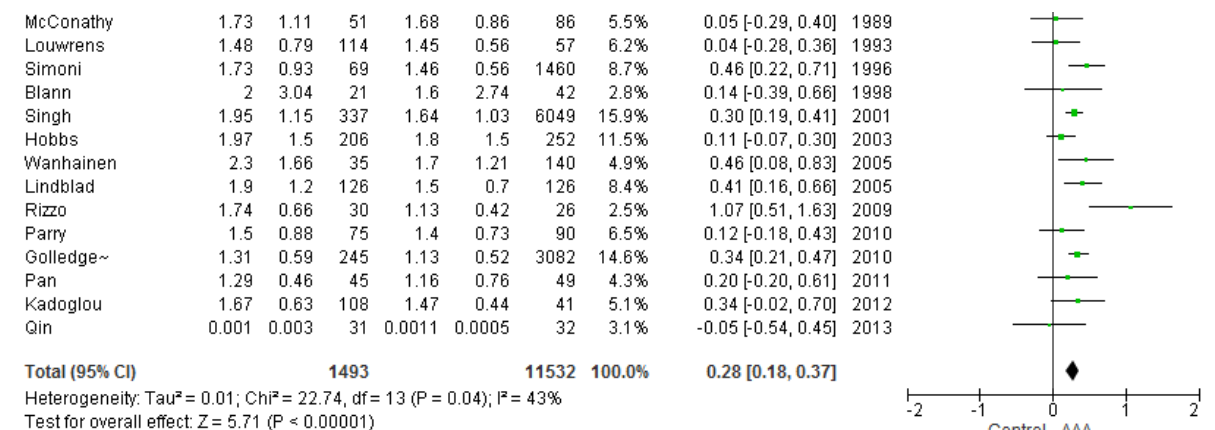 McConathy 1.73 1.11 51 1.68 0.86 86 5.5% 0.05 [-0.29, 0.40] 1989
Louwrens 1.48 0.79 114 1.45 0.56 57 6.2% 0.04 [-0.28, 0.36] 1993
Simoni 1.73 0.93 69 1.46 0.56 1460 8.7% 0.46 [0.22, 0.71] 1996
Blann 2 3.04 21 1.6 2.74 42 2.8% 0.14 [-0.39, 0.66] 1998
Singh 1.95 1.15 337 1.64 1.03 6049 15.9% 0.30 [0.19, 0.41] 2001
Hobbs 1.97 1.5 206 1.8 1.5 252 11.5% 0.11 [-0.07, 0.30] 2003
Wanhainen 2.3 1.66 35 1.7 1.21 140 4.9% 0.46 [0.08, 0.83] 2005
Lindblad 1.9 1.2 126 1.5 0.7 126 8.4% 0.41 [0.16, 0.66] 2005
Rizzo 1.74 0.66 30 1.13 0.42 26 2.5% 1.07 [0.51, 1.63] 2009
Parry 1.5 0.88 75 1.4 0.73 90 6.5% 0.12 [-0.18, 0.43] 2010
Golledge~ 1.31 0.59 245 1.13 0.52 3082 14.6% 0.34 [0.21, 0.47] 2010
Pan 1.29 0.46 45 1.16 0.76 49 4.3% 0.20 [-0.20, 0.61] 2011
Kadoglou 1.67 0.63 108 1.47 0.44 41 5.1% 0.34 [-0.02, 0.70] 2012
Qin 0.001 0.003 31 0.0011 0.0005 32 3.1% -0.05 [-0.54, 0.45] 2013
Total (95% CI) 1493 11532 100.0% 0.28 [0.18, 0.37]
Heterogeneity: Tau² = 0.01; Chi² = 22.74, df = 13 (P = 0.04); I² = 43%
Test for overall effect: Z = 5.71 (P < 0.00001)
-2 -1 0 1 2
Control AAA